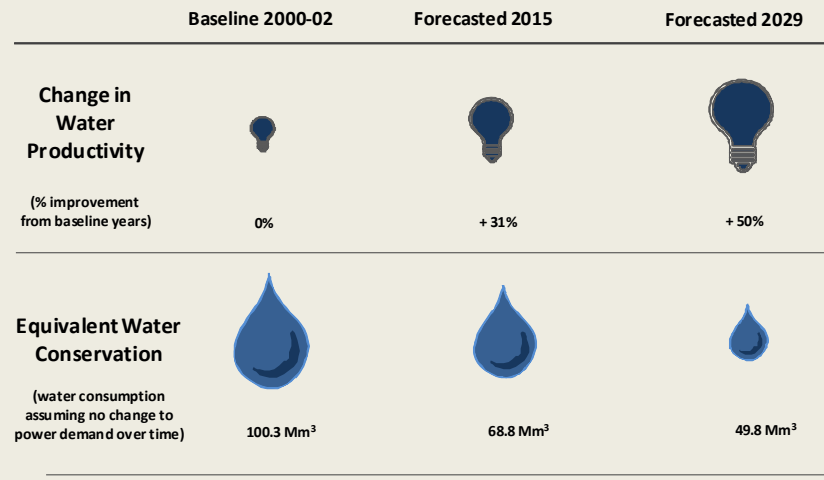 Baseline 2000-02 Forecasted 2015 Forecasted 2029
Change in
Water
Productivity
(% improvement
from baseline years)
0% + 31% + 50%
Equivalent Water
Conservation
(water consumption
assuming no change to
power demand over time)
100.3 Mm³ 68.8 Mm³ 49.8 Mm³